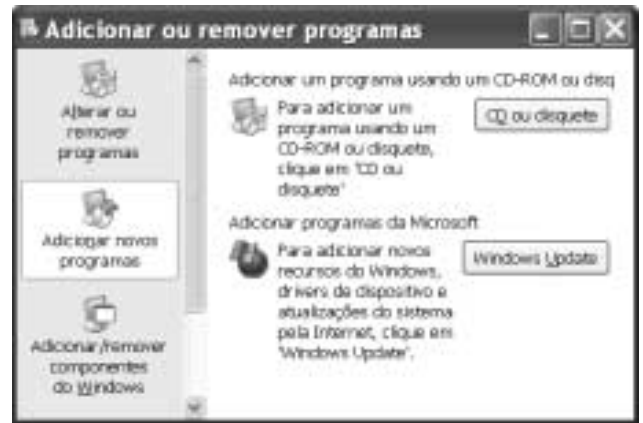 Adicionar ou remover programas
Alterar ou
remover
programas
Adicionar novos
programas
Adicionar/remover
componentes
do Windows
Adicionar um programa usando um CD-ROM ou disq
Para adicionar um
programa usando um
CD-ROM ou disquete,
clique em 'CD ou
disquete'
CD ou disquete
Adicionar programas da Microsoft
Para adicionar novos
recursos do Windows,
drivers de dispositivo e
atualizações do sistema
pela Internet, clique em
'Windows Update'.
Windows Update